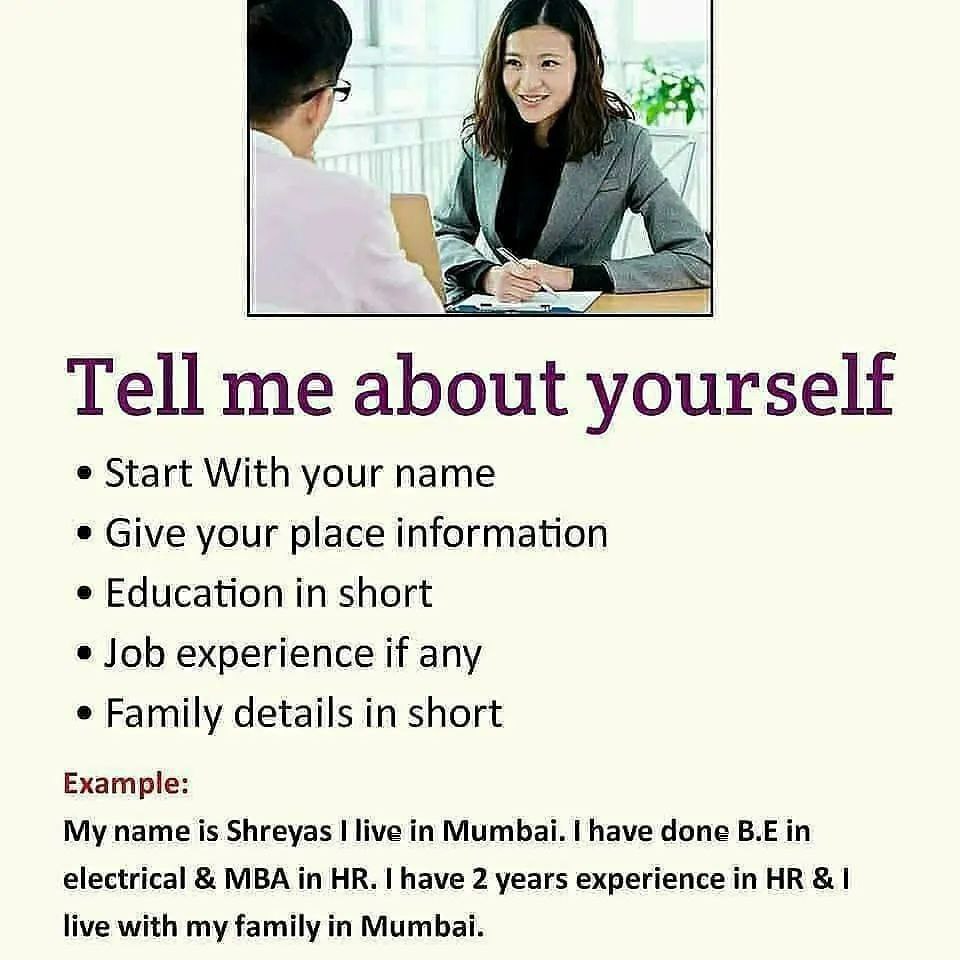 Tell me about yourself
• Start With your name
• Give your place information
• Education in short
• Job experience if any
• Family details in short
Example:
My name is Shreyas I live in Mumbai. I have done B.E in
electrical & MBA in HR. I have 2 years experience in HR & I
live with my family in Mumbai.